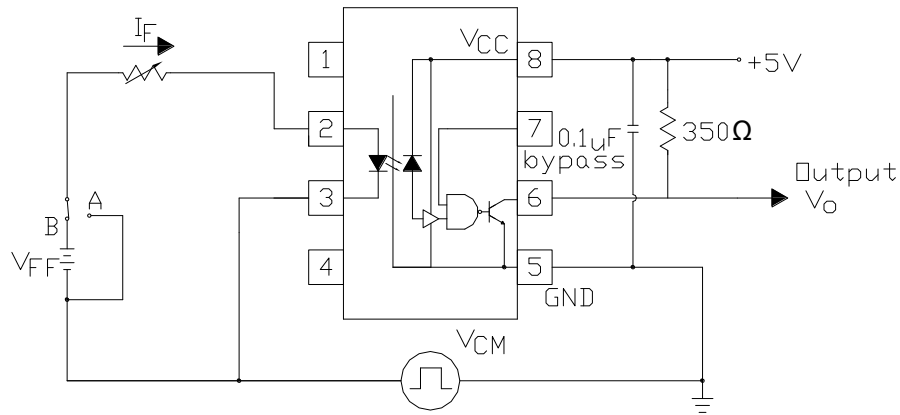 IF
VCC
1
8
+5V
2
7
0.1uF
bypass
350Ω
3
6
Output
Vo
A
B
VFF
4
5
GND
VCM